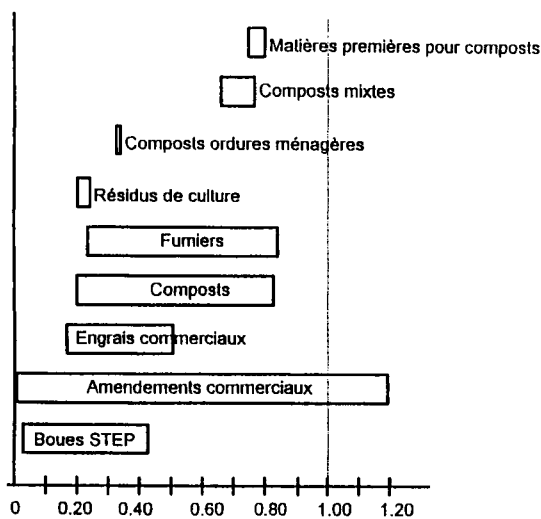 Matières premières pour composts
Composts mixtes
Composts ordures ménagères
Résidus de culture
Fumiers
Composts
Engrais commerciaux
Amendements commerciaux
Boues STEP
0 0,20 0,40 0,60 0,80 1,00 1,20